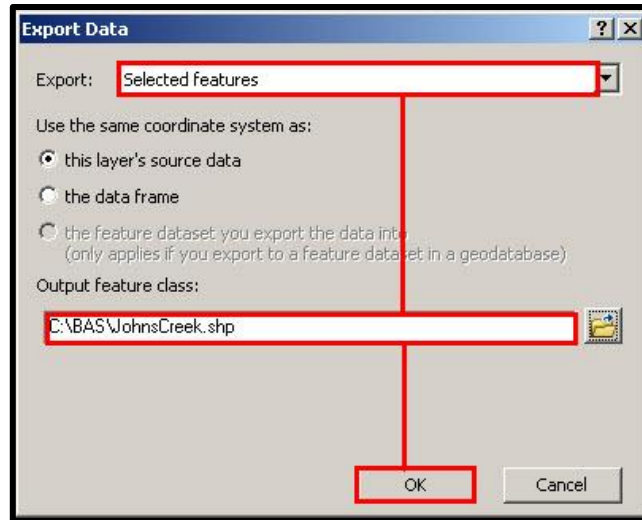 Export Data
Export: Selected features
Use the same coordinate system as:
this layer's source data
the data frame
the feature dataset you export the data into
(only applies if you export to a feature dataset in a geodatabase)
Output feature class:
C:\BAS\JohnsCreek.shp
OK Cancel